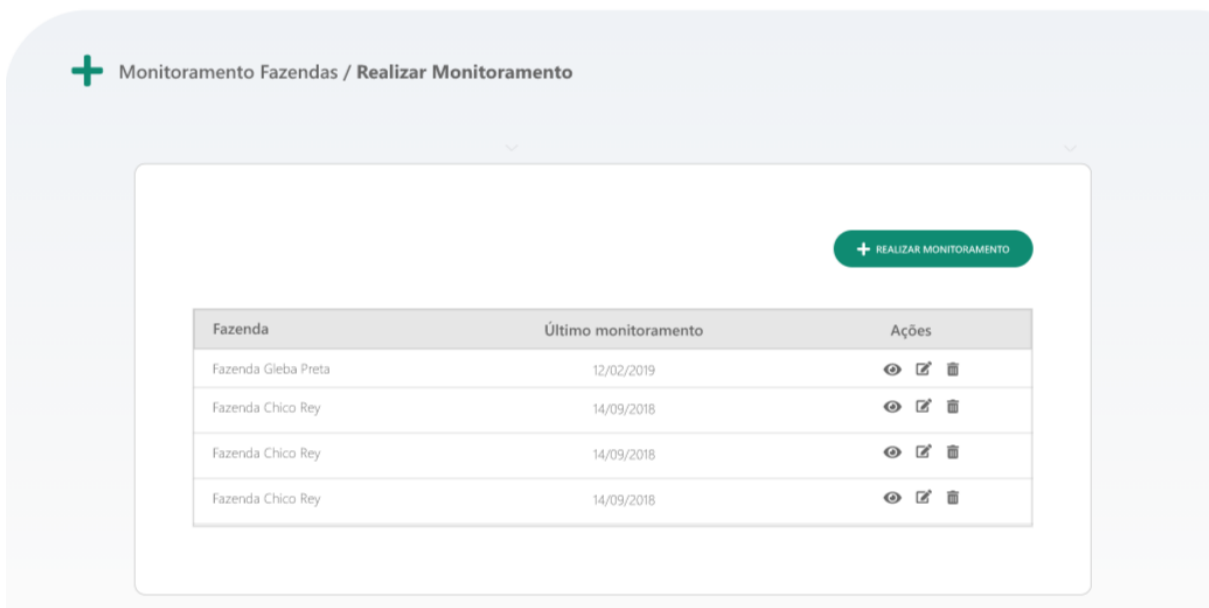 Monitoramento Fazendas / Realizar Monitoramento
REALIZAR MONITORAMENTO
Fazenda Último monitoramento Ações
Fazenda Gleba Preta 12/02/2019
Fazenda Chico Rey 14/09/2018
Fazenda Chico Rey 14/09/2018
Fazenda Chico Rey 14/09/2018